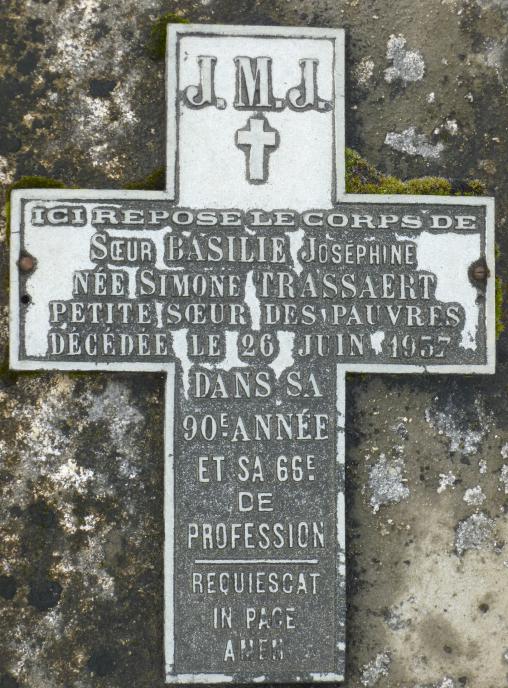 J.M.J.
ICI REPOSE LE CORPS DE
SŒUR BASILIE JOSÉPHINE
NÉE SIMONE TRASSAERT
PETITE SŒUR DES PAUVRES
DÉCÉDÉE LE 26 JUIN 1937
DANS SA
90E ANNÉE
ET SA 66E
DE
PROFESSION
REQUIESCAT
IN PACE
AMEN